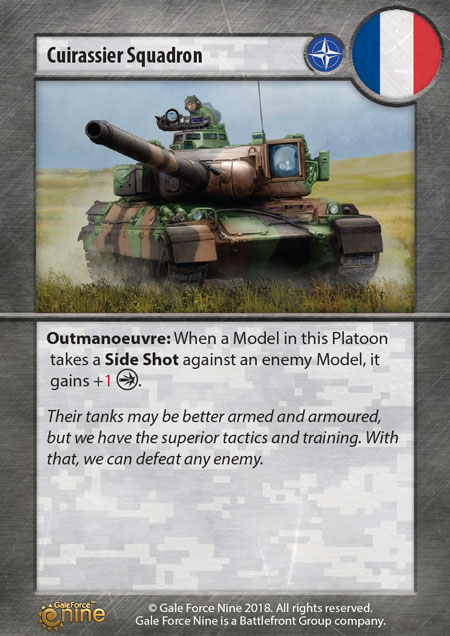 Cuirassier Squadron
Outmanoeuvre: When a Model in this Platoon
takes a Side Shot against an enemy Model, it
gains +1 .
Their tanks may be better armed and armoured,
but we have the superior tactics and training. With
that, we can defeat any enemy.
GaleForce™
nine
© Gale Force Nine 2018. All rights reserved.
Gale Force Nine is a Battlefront Group company.